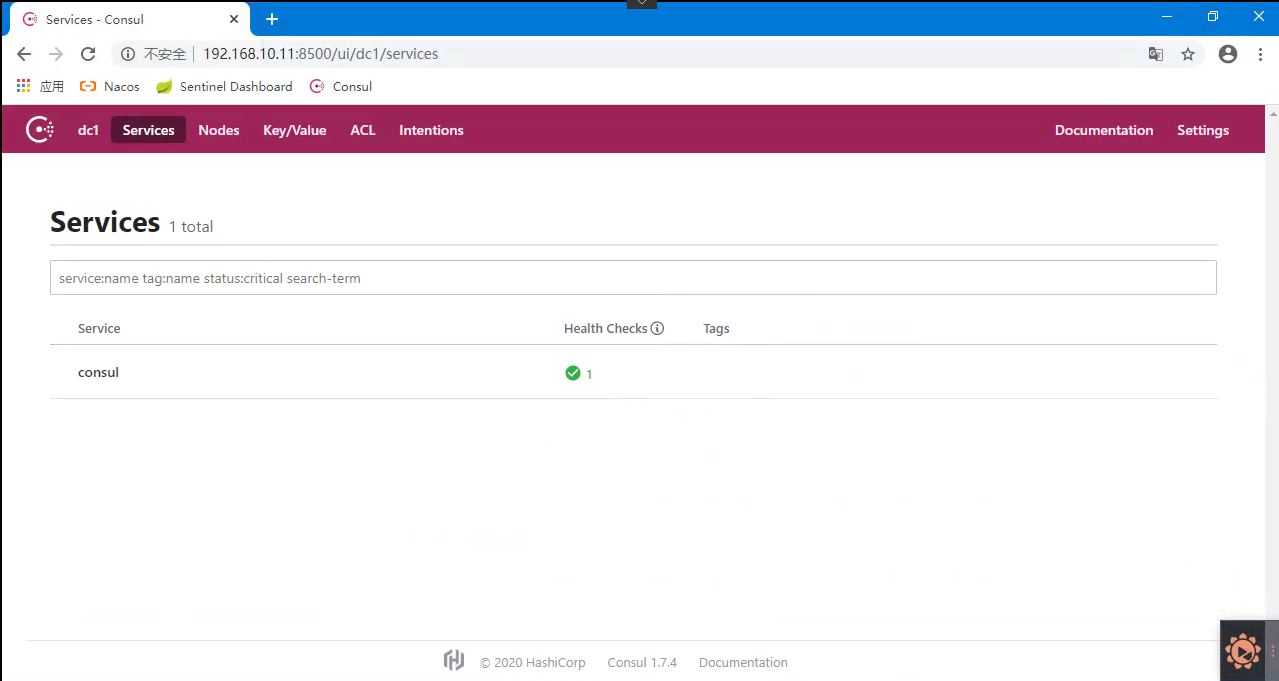 Services - Consul
不安全 192.168.10.11:8500/ui/dc1/services
应用 Nacos Sentinel Dashboard Consul
dc1 Services Nodes Key/Value ACL Intentions Documentation Settings
Services 1 total
service:name tag:name status:critical search-term
Service Health Checks Tags
consul 1
© 2020 HashiCorp Consul 1.7.4 Documentation